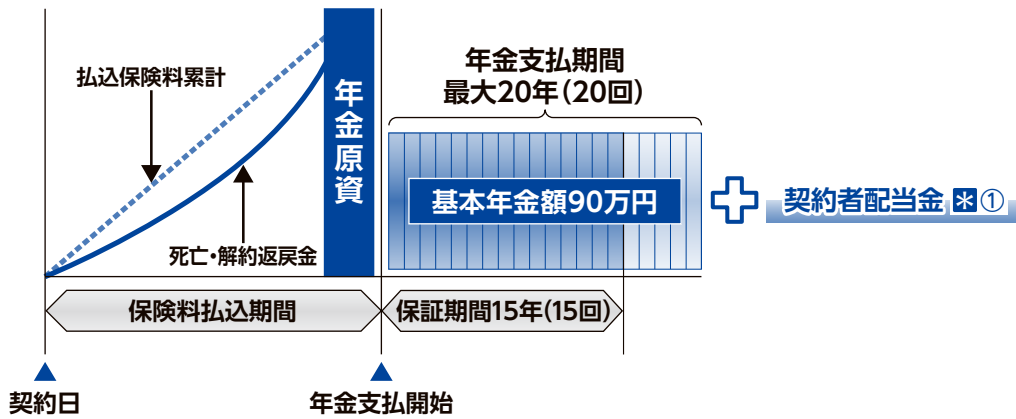 払込保険料累計
死亡・解約返戻金
年金原資
年金支払期間
最大20年(20回)
基本年金額90万円
契約者配当金 * ①
保険料払込期間
保証期間15年(15回)
契約日
年金支払開始